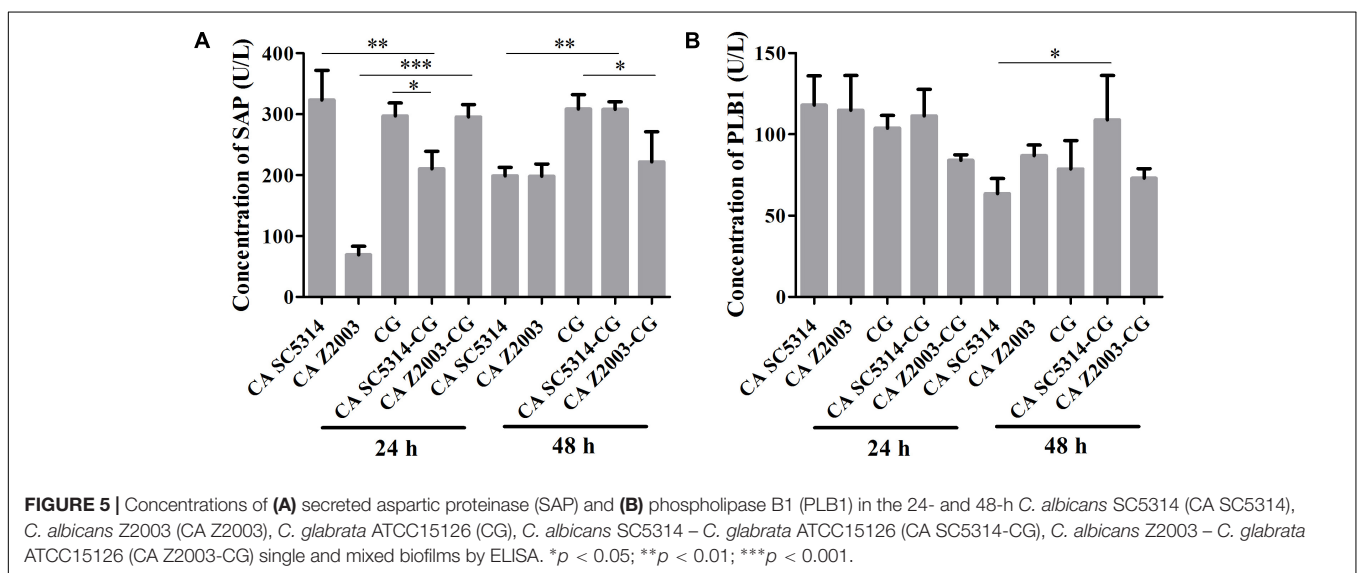 A
Concentration of SAP (U/L)
400
300
200
100
0
**
***
*
**
*
CA SC5314
CA Z2003
CG
CA SC5314-CG
CA Z2003-CG
CA SC5314
CA Z2003
CG
CA SC5314-CG
CA Z2003-CG
24 h
48 h
B
Concentration of PLB1 (U/L)
150
100
50
0
*
CA SC5314
CA Z2003
CG
CA SC5314-CG
CA Z2003-CG
CA SC5314
CA Z2003
CG
CA SC5314-CG
CA Z2003-CG
24 h
48 h
FIGURE 5 | Concentrations of (A) secreted aspartic proteinase (SAP) and (B) phospholipase B1 (PLB1) in the 24- and 48-h C. albicans SC5314 (CA SC5314),
C. albicans Z2003 (CA Z2003), C. glabrata ATCC15126 (CG), C. albicans SC5314 – C. glabrata ATCC15126 (CA SC5314-CG), C. albicans Z2003 – C. glabrata
ATCC15126 (CA Z2003-CG) single and mixed biofilms by ELISA. *p < 0.05; **p < 0.01; ***p < 0.001.